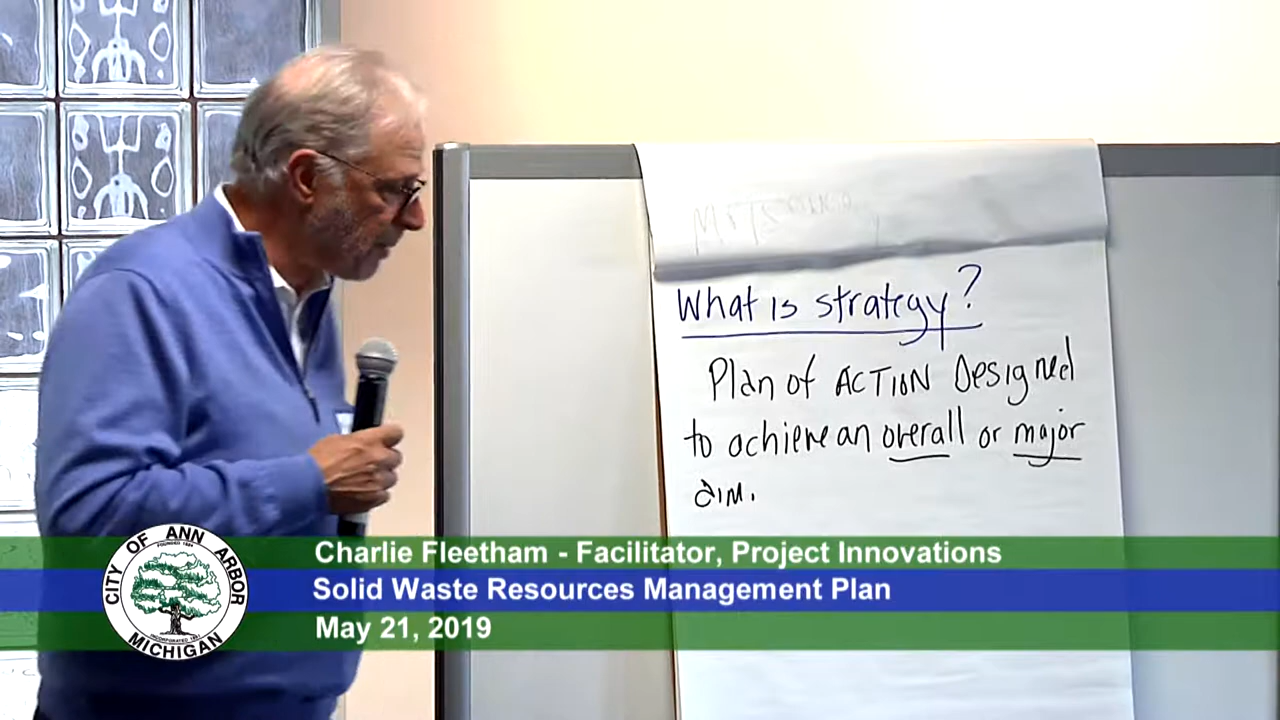 What is strategy?
Plan of ACTION Designed
to achieve an overall or major
aim.
Charlie Fleetham - Facilitator, Project Innovations
Solid Waste Resources Management Plan
May 21, 2019
CITY OF ANN ARBOR
MICHIGAN